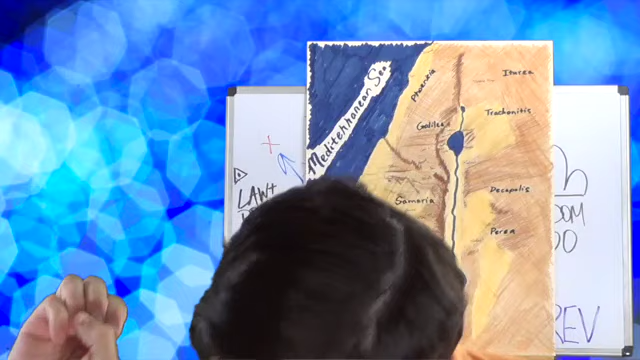 Mediterranean Sea
Phoenicia
Iturea
Trachonitis
Galilee
Samaria
Decapolis
Perea
LAW+
REV